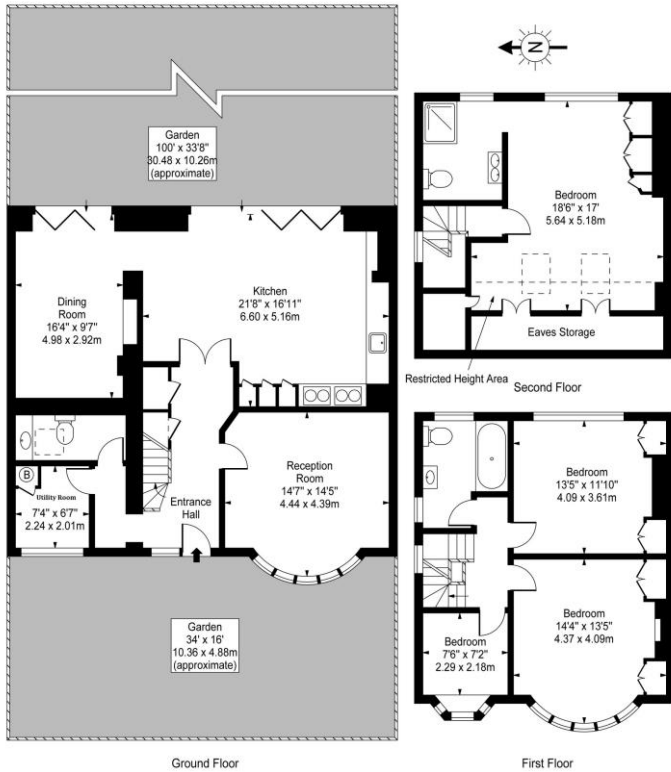 Garden
100' x 33'8"
30.48 x 10.26m
(approximate)
Dining
Room
16'4" x 9'7"
4.98 x 2.92m
Kitchen
21'8" x 16'11"
6.60 x 5.16m
B
Utility Room
7'4" x 6'7"
2.24 x 2.01m
Entrance
Hall
Reception
Room
14'7" x 14'5"
4.44 x 4.39m
Garden
34' x 16'
10.36 x 4.88m
(approximate)
Ground Floor
N
Bedroom
18'6" x 17'
5.64 x 5.18m
Eaves Storage
Restricted Height Area
Second Floor
Bedroom
13'5" x 11'10"
4.09 x 3.61m
Bedroom
14'4" x 13'5"
4.37 x 4.09m
Bedroom
7'6" x 7'2"
2.29 x 2.18m
First Floor